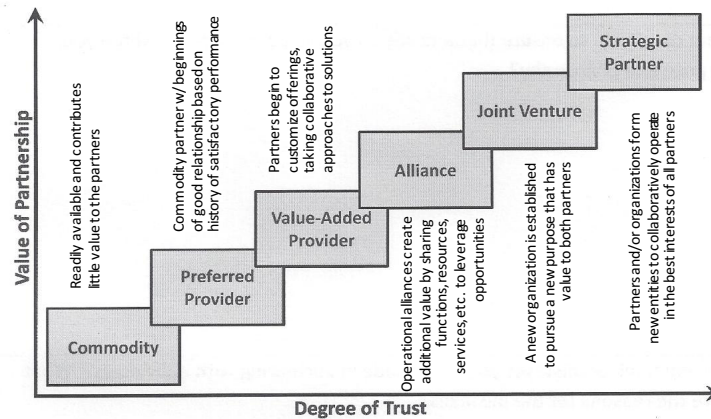 Value of Partnership
Readily available and contributes
little value to the partners
Commodity partner w/ beginnings
of good relationship based on
history of satisfactory performance
Partners begin to
customize offerings,
taking collaborative
approaches to solutions
Commodity
Preferred
Provider
Value-Added
Provider
Alliance
Joint Venture
Strategic
Partner
Operational alliances create
additional value by sharing
functions, resources,
services, etc. to leverage
opportunities
A new organization is established
to pursue a new purpose that has
value to both partners
Partners and/or organizations form
new entities to collaboratively operate
in the best interests of all partners
Degree of Trust